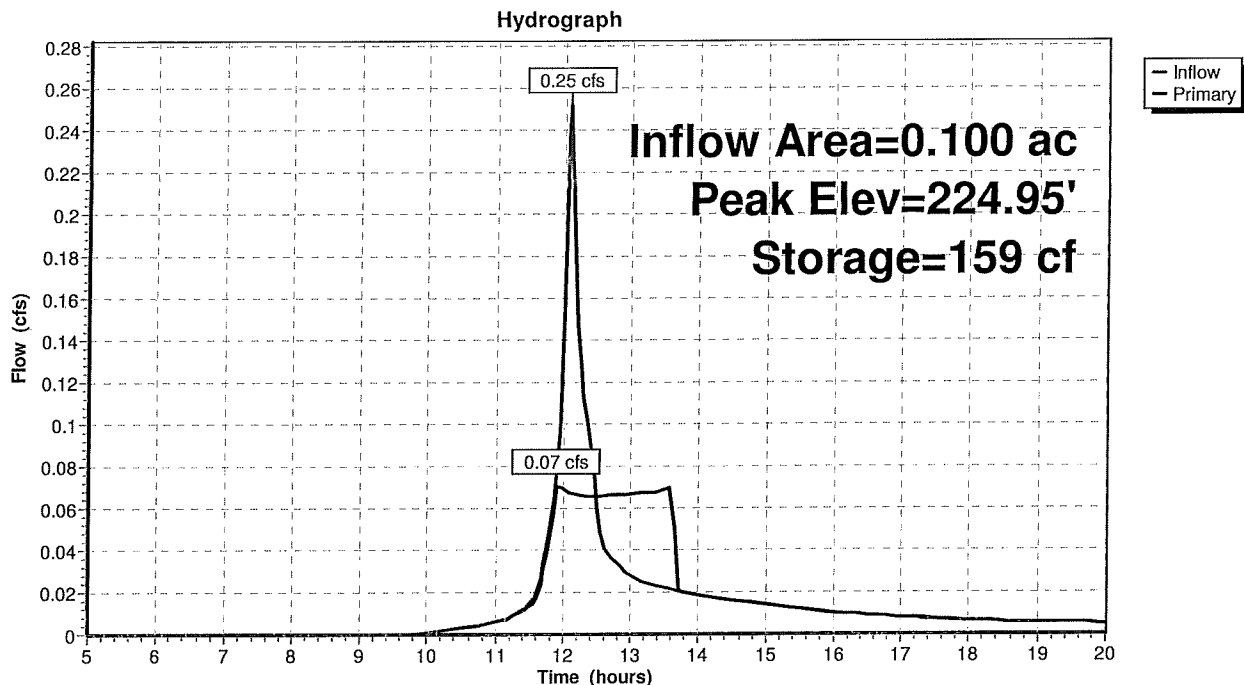 Hydrograph
Inflow
Primary
0.25 cfs
Inflow Area=0.100 ac
Peak Elev=224.95'
Storage=159 cf
0.07 cfs
Flow (cfs)
0.28
0.26
0.24
0.22
0.2
0.18
0.16
0.14
0.12
0.1
0.08
0.06
0.04
0.02
0
5 6 7 8 9 10 11 12 13 14 15 16 17 18 19 20
Time (hours)